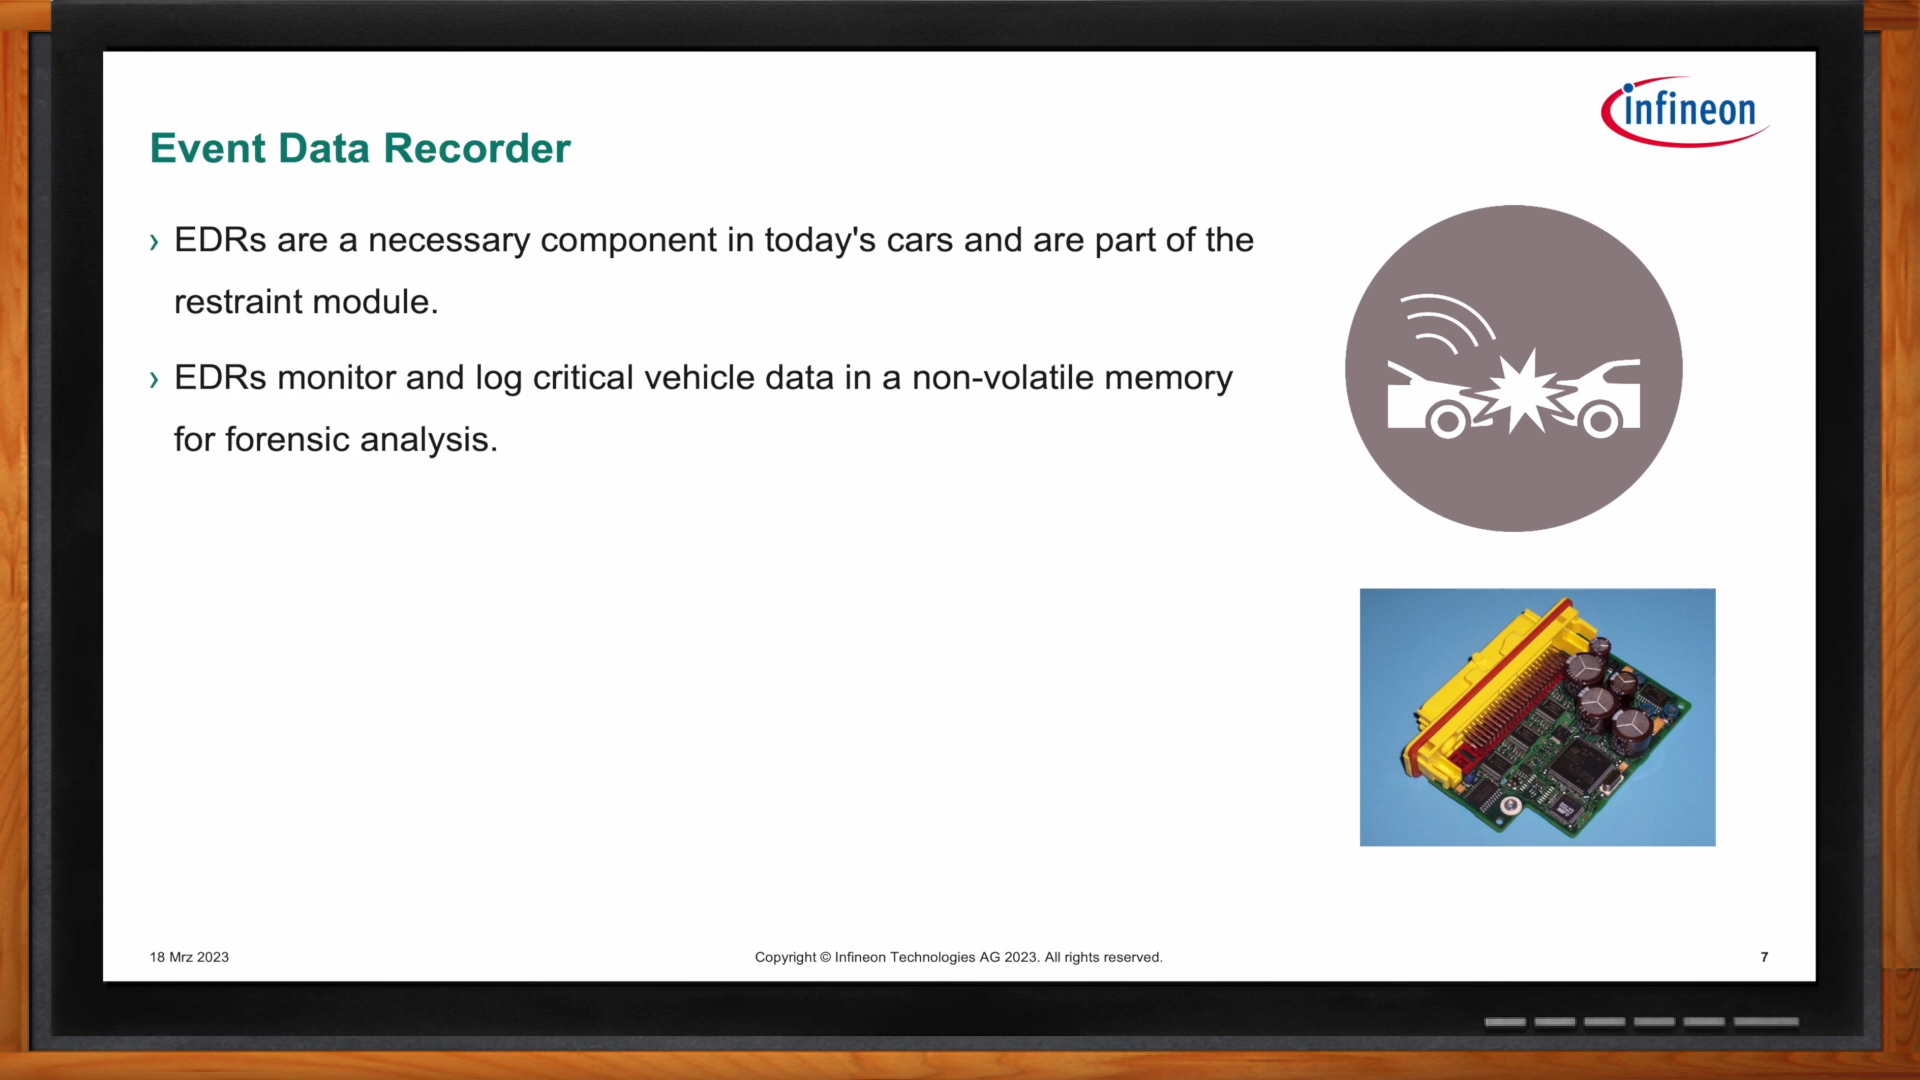 infineon
Event Data Recorder
› EDRs are a necessary component in today's cars and are part of the
restraint module.
› EDRs monitor and log critical vehicle data in a non-volatile memory
for forensic analysis.
18 Mrz 2023
Copyright © Infineon Technologies AG 2023. All rights reserved.
7